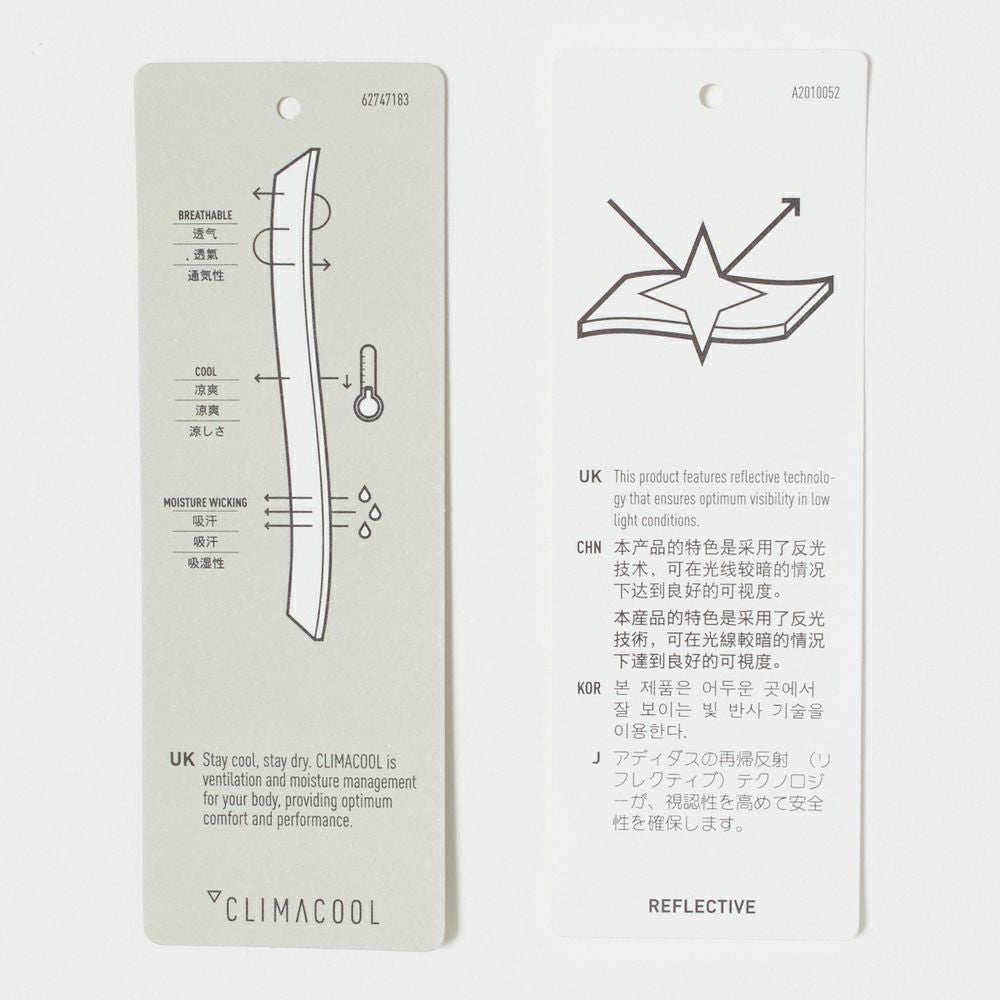 62747183
BREATHABLE
透气
透氣
通気性
COOL
凉爽
涼爽
涼しさ
MOISTURE WICKING
吸汗
吸汗
吸湿性
UK Stay cool, stay dry. CLIMACOOL is
ventilation and moisture management
for your body, providing optimum
comfort and performance.
CLIMACOOL
A2010052
UK This product features reflective technolo-
gy that ensures optimum visibility in low
light conditions.
CHN 本产品的特色是采用了反光
技术，可在光线较暗的情况
下达到良好的可视度。
本産品的特色是采用了反光
技術，可在光線較暗的情況
下達到良好的可視度。
KOR 본 제품은 어두운 곳에서
잘 보이는 빛 반사 기술을
이용한다.
J アディダスの再帰反射 （リ
フレクティブ）テクノロジ
ーが、視認性を高めて安全
性を確保します。
REFLECTIVE